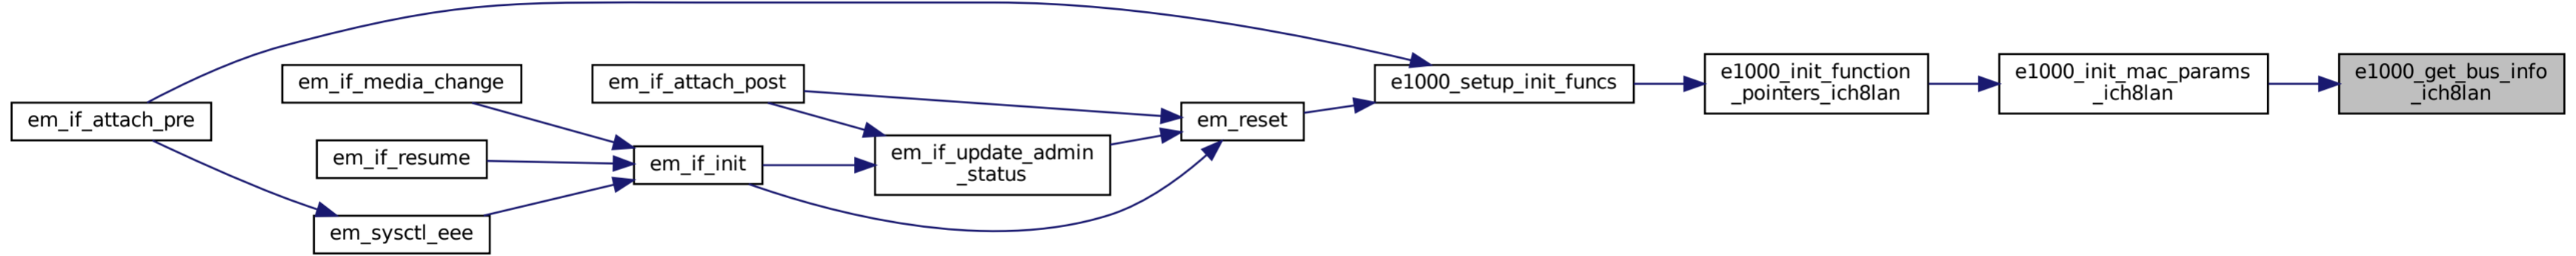 em_if_attach_pre
em_if_media_change
em_if_resume
em_sysctl_eee
em_if_attach_post
em_if_init
em_if_update_admin
_status
em_reset
e1000_setup_init_funcs
e1000_init_function
_pointers_ich8lan
e1000_init_mac_params
_ich8lan
e1000_get_bus_info
_ich8lan